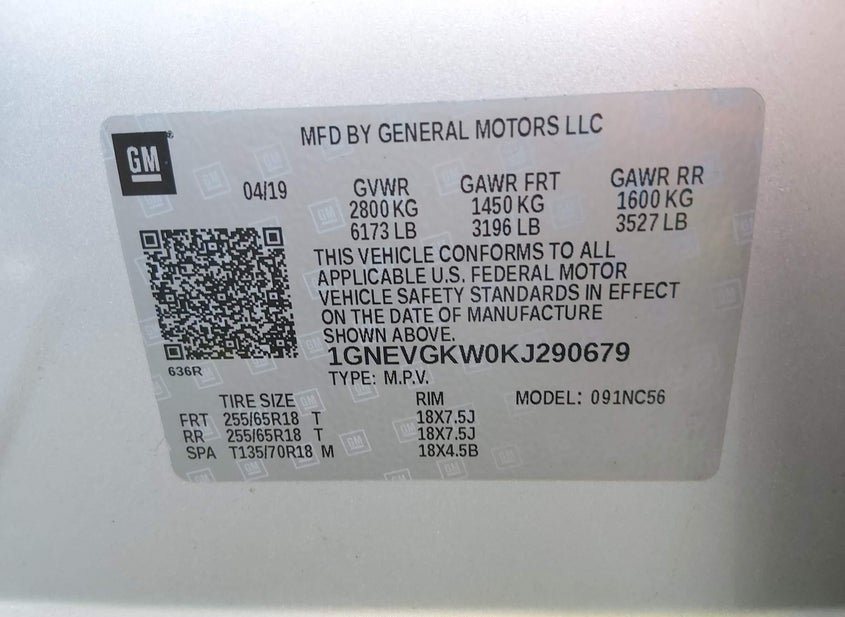 MFD BY GENERAL MOTORS LLC
GM
04/19 GVWR GAWR FRT GAWR RR
2800 KG 1450 KG 1600 KG
6173 LB 3196 LB 3527 LB
THIS VEHICLE CONFORMS TO ALL
APPLICABLE U.S. FEDERAL MOTOR
VEHICLE SAFETY STANDARDS IN EFFECT
ON THE DATE OF MANUFACTURE
SHOWN ABOVE.
1GNEVGKW0KJ290679
636R
TYPE: M.P.V.
TIRE SIZE RIM MODEL: 091NC56
FRT 255/65R18 T 18X7.5J
RR 255/65R18 T 18X7.5J
SPA T135/70R18 M 18X4.5B